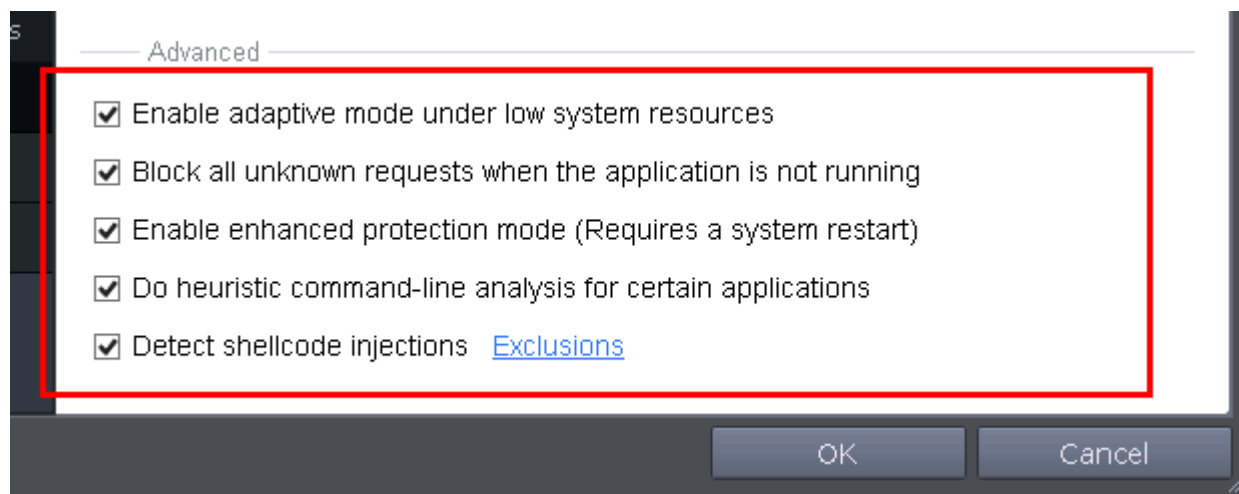 s
Advanced
Enable adaptive mode under low system resources
Block all unknown requests when the application is not running
Enable enhanced protection mode (Requires a system restart)
Do heuristic command-line analysis for certain applications
Detect shellcode injections Exclusions
OK Cancel